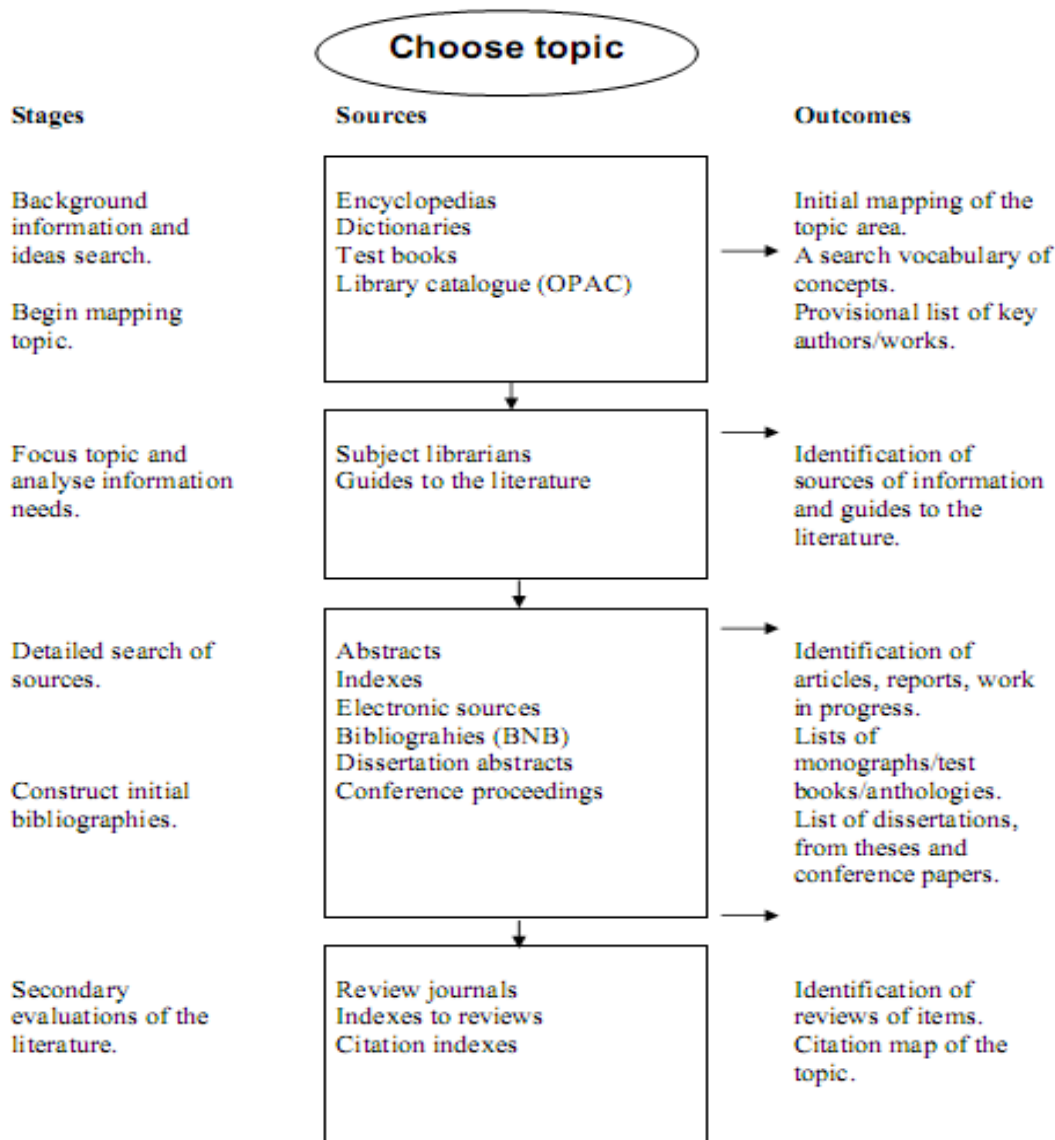 Choose topic
Stages
Sources
Outcomes
Background
information and
ideas search.
Begin mapping
topic.
Encyclopedias
Dictionaries
Test books
Library catalogue (OPAC)
Initial mapping of the
topic area.
A search vocabulary of
concepts.
Provisional list of key
authors/works.
Focus topic and
analyse information
needs.
Subject librarians
Guides to the literature
Identification of
sources of information
and guides to the
literature.
Detailed search of
sources.
Construct initial
bibliographies.
Abstracts
Indexes
Electronic sources
Bibliograhies (BNB)
Dissertation abstracts
Conference proceedings
Identification of
articles, reports, work
in progress.
Lists of
monographs/test
books/anthologies.
List of dissertations,
from theses and
conference papers.
Secondary
evaluations of the
literature.
Review journals
Indexes to reviews
Citation indexes
Identification of
reviews of items.
Citation map of the
topic.